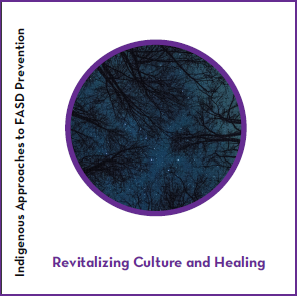 Indigenous Approaches to FASD Prevention
Revitalizing Culture and Healing